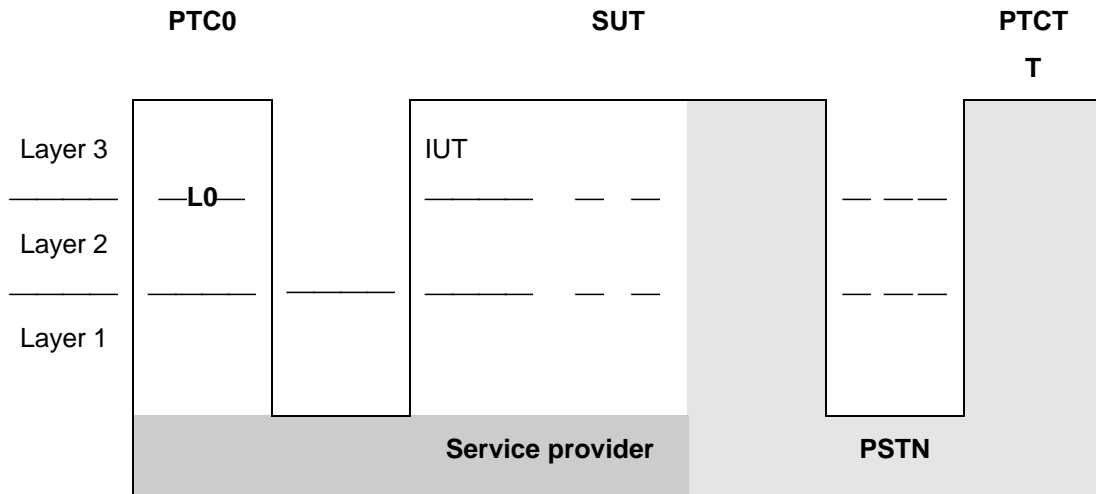 PTC0 SUT PTCT
T
Layer 3 IUT
L0
Layer 2
Layer 1
Service provider PSTN